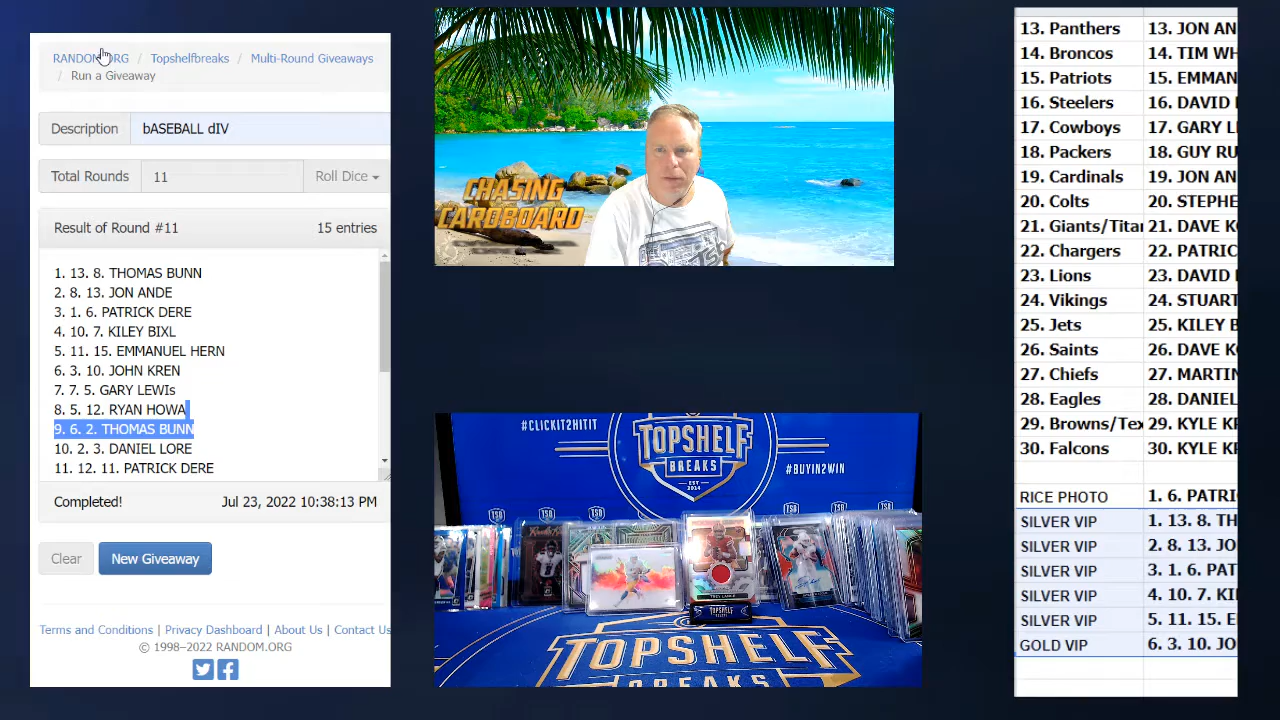 RANDOM.ORG / Topshelfbreaks / Multi-Round Giveaways
/ Run a Giveaway
Description bASEBALL dIV
Total Rounds 11 Roll Dice
Result of Round #11 15 entries
1. 13. 8. THOMAS BUNN
2. 8. 13. JON ANDE
3. 1. 6. PATRICK DERE
4. 10. 7. KILEY BIXL
5. 11. 15. EMMANUEL HERN
6. 3. 10. JOHN KREN
7. 7. 5. GARY LEWIs
8. 5. 12. RYAN HOWA
9. 6. 2. THOMAS BUNN
10. 2. 3. DANIEL LORE
11. 12. 11. PATRICK DERE
Completed! Jul 23, 2022 10:38:13 PM
Clear New Giveaway
Terms and Conditions | Privacy Dashboard | About Us | Contact Us
© 1998–2022 RANDOM.ORG
CHASING
CARDBOARD
#CLICKIT2HITIT
TOPSHELF
BREAKS
EST
2014
#BUYIN2WIN
TSB
TSB
TSB
TSB
TSB
TREY LANCE
TOPSHELF
TOPSHELF
BREAKS
13. Panthers 13. JON AN
14. Broncos 14. TIM WH
15. Patriots 15. EMMAN
16. Steelers 16. DAVID
17. Cowboys 17. GARY L
18. Packers 18. GUY RU
19. Cardinals 19. JON AN
20. Colts 20. STEPHE
21. Giants/Titan 21. DAVE K
22. Chargers 22. PATRIC
23. Lions 23. DAVID
24. Vikings 24. STUART
25. Jets 25. KILEY B
26. Saints 26. DAVE K
27. Chiefs 27. MARTIN
28. Eagles 28. DANIEL
29. Browns/Tex 29. KYLE K
30. Falcons 30. KYLE K
RICE PHOTO 1. 6. PATRI
SILVER VIP 1. 13. 8. TH
SILVER VIP 2. 8. 13. JO
SILVER VIP 3. 1. 6. PAT
SILVER VIP 4. 10. 7. KI
SILVER VIP 5. 11. 15. E
GOLD VIP 6. 3. 10. JO